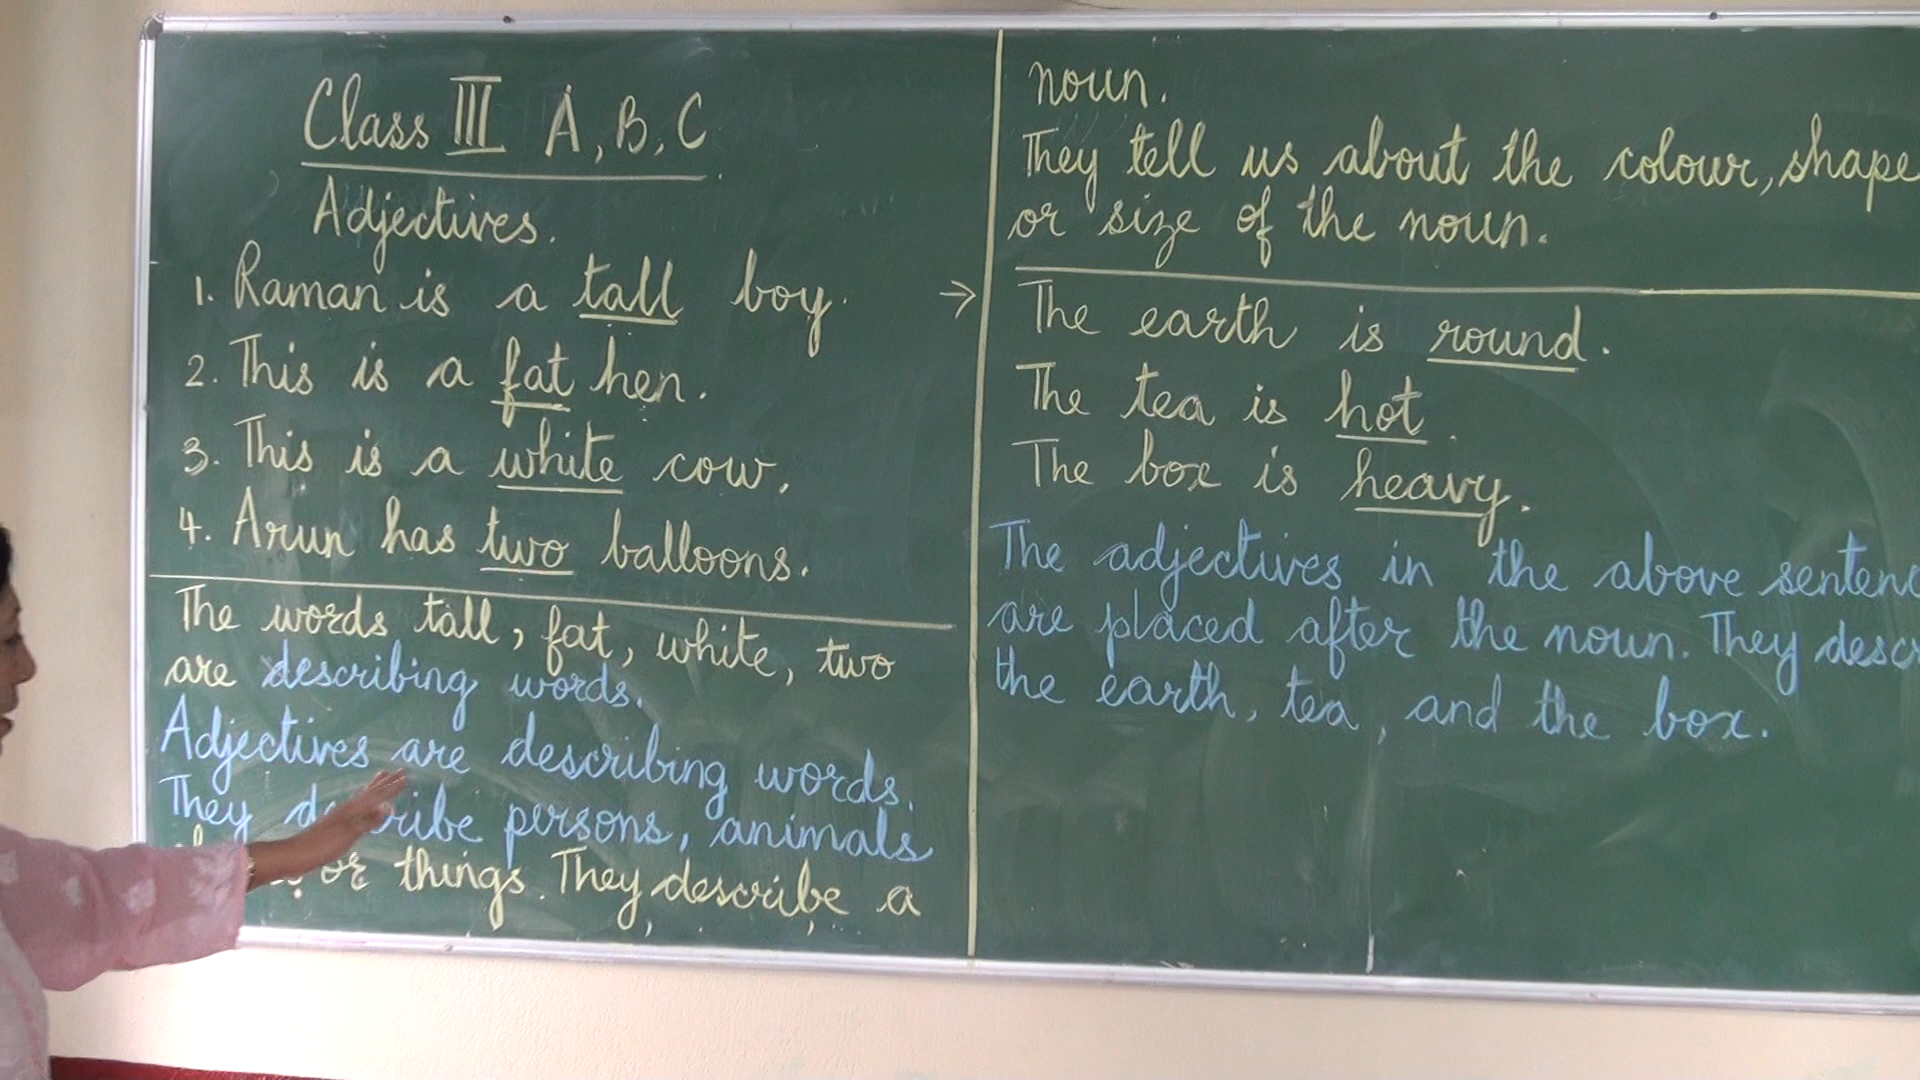 Class III A, B, C
Adjectives.
1. Raman is a tall boy.
2. This is a fat hen.
3. This is a white cow.
4. Arun has two balloons.
The words tall, fat, white, two
are describing words.
Adjectives are describing words.
They describe persons, animals
or things. They describe a
noun.
They tell us about the colour, shape
or size of the noun.
→ The earth is round.
The tea is hot.
The box is heavy.
The adjectives in the above sentenc
are placed after the noun. They descr
the earth, tea, and the box.